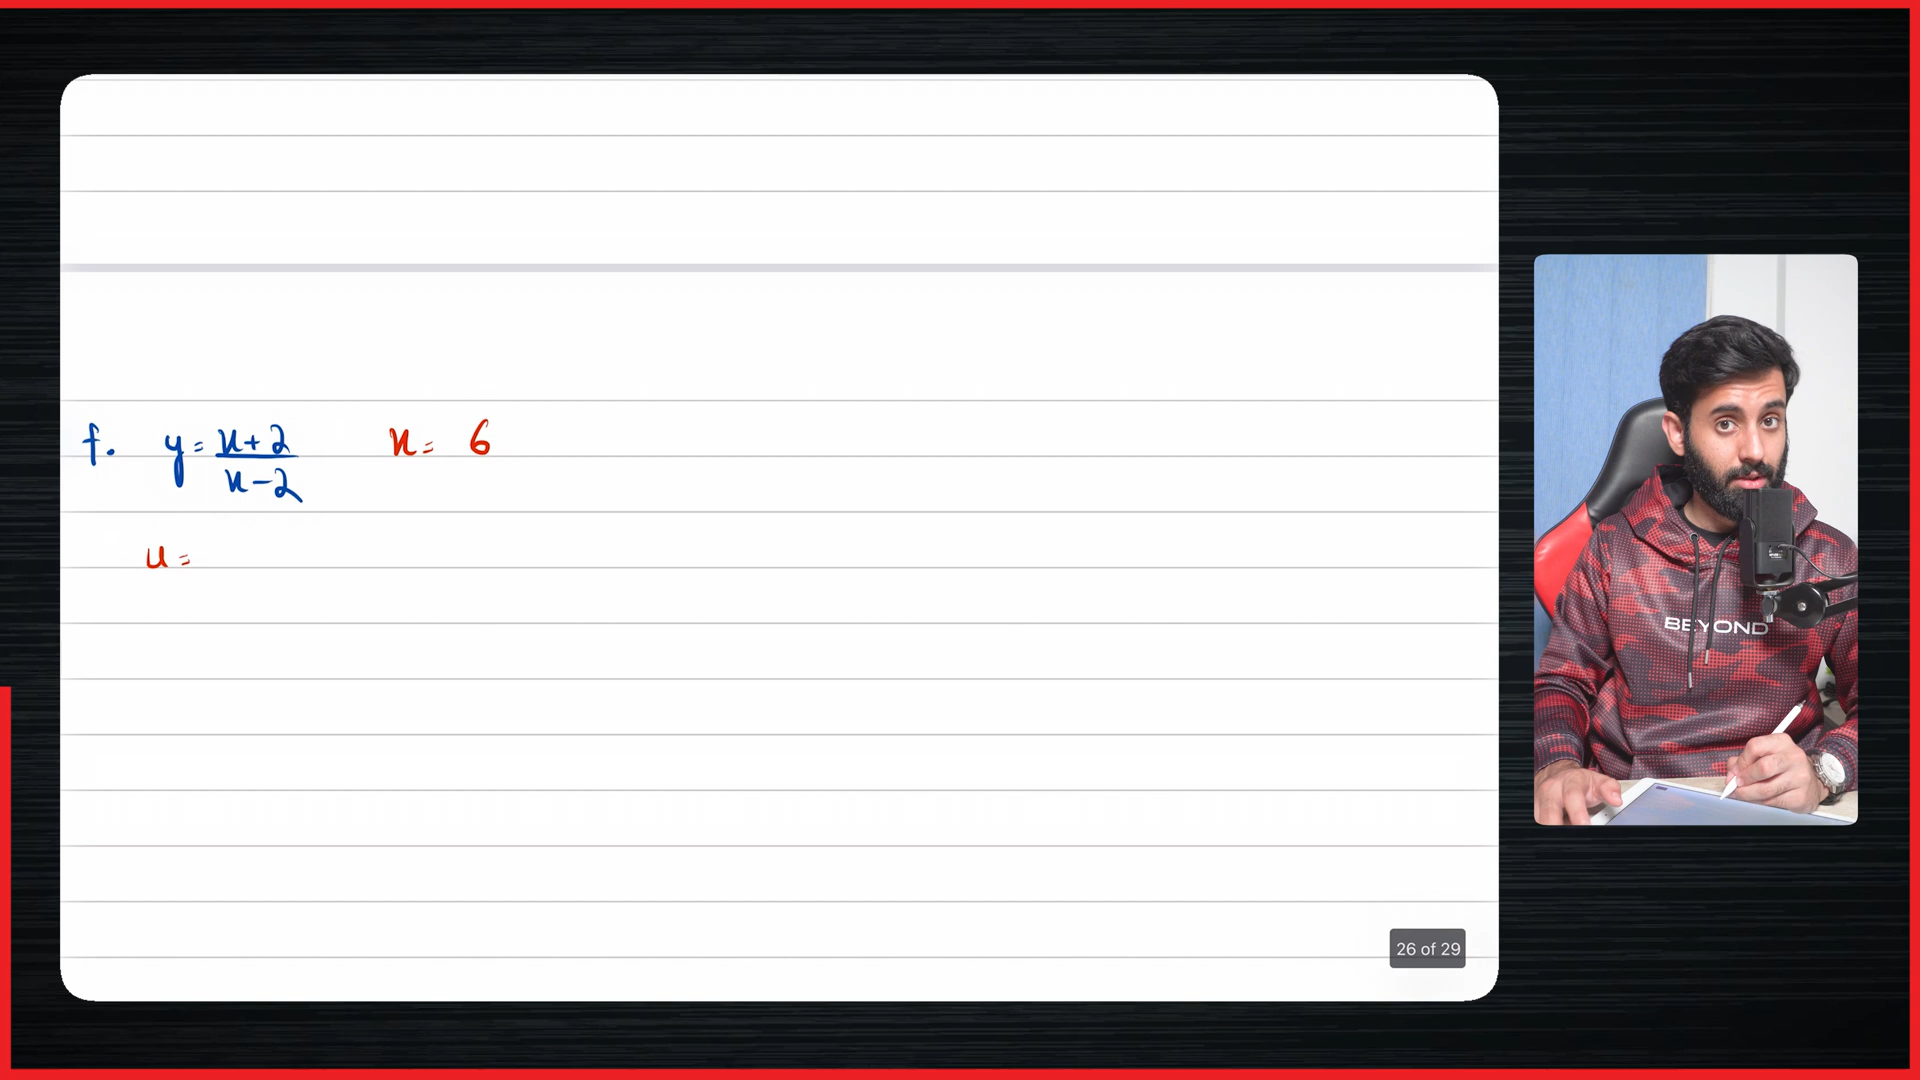 f. y = x+2 / x-2 x = 6
u =
BEYOND
26 of 29